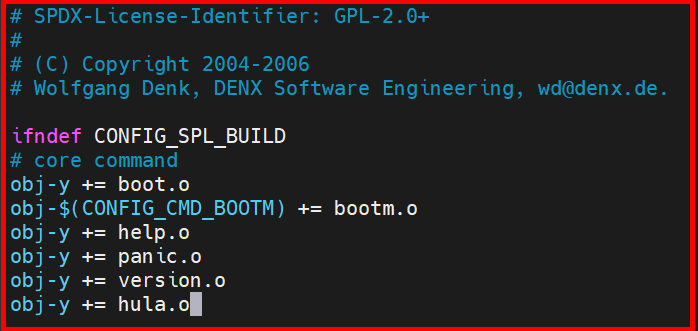 # SPDX-License-Identifier: GPL-2.0+
#
# (C) Copyright 2004-2006
# Wolfgang Denk, DENX Software Engineering, wd@denx.de.
ifndef CONFIG_SPL_BUILD
# core command
obj-y += boot.o
obj-$(CONFIG_CMD_BOOTM) += bootm.o
obj-y += help.o
obj-y += panic.o
obj-y += version.o
obj-y += hula.o